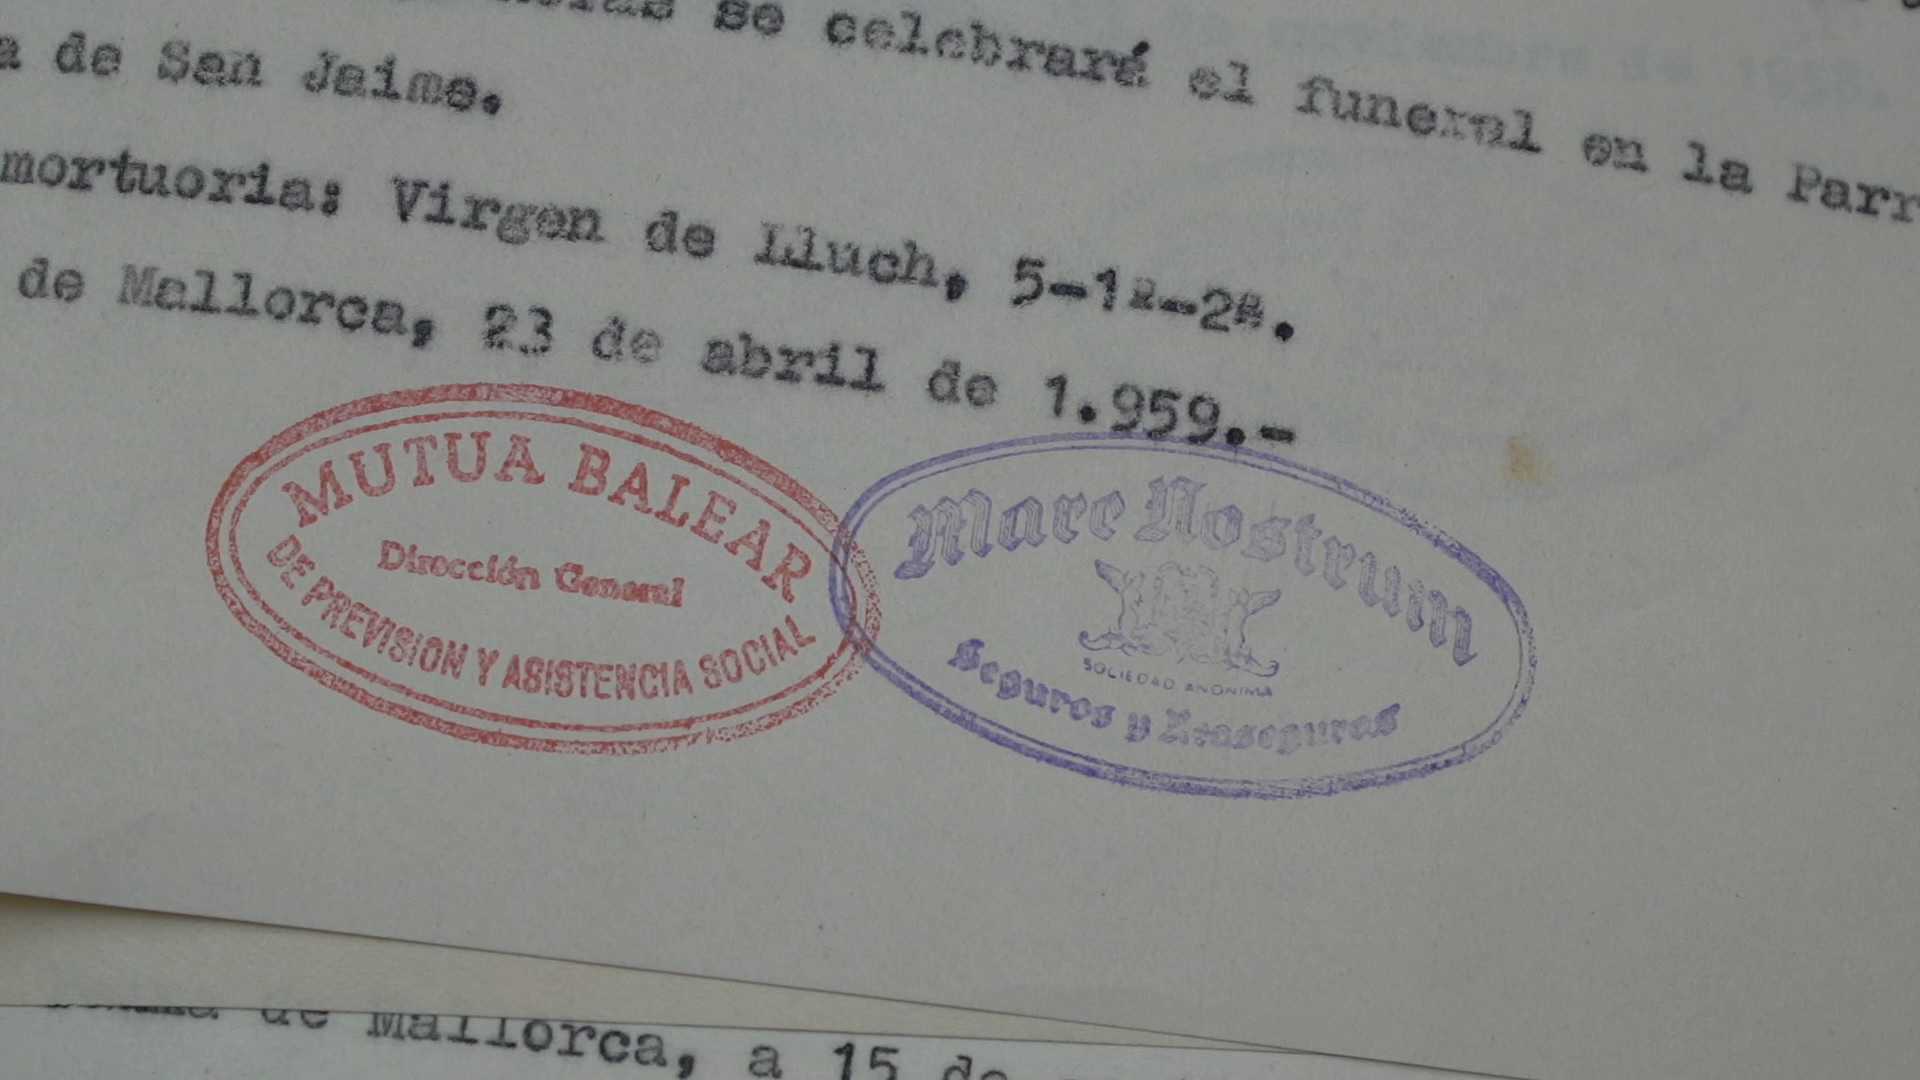 se celebrará el funeral en la Parr
a de San Jaime.
mortuoria: Virgen de Lluch, 5-1º-2ª.
de Mallorca, 23 de abril de 1.959.-
MUTUA BALEAR
Dirección General
DE PREVISION Y ASISTENCIA SOCIAL
Mare Nostrum
SOCIEDAD ANONIMA
Seguros y Reaseguros
de Mallorca, a 15 de